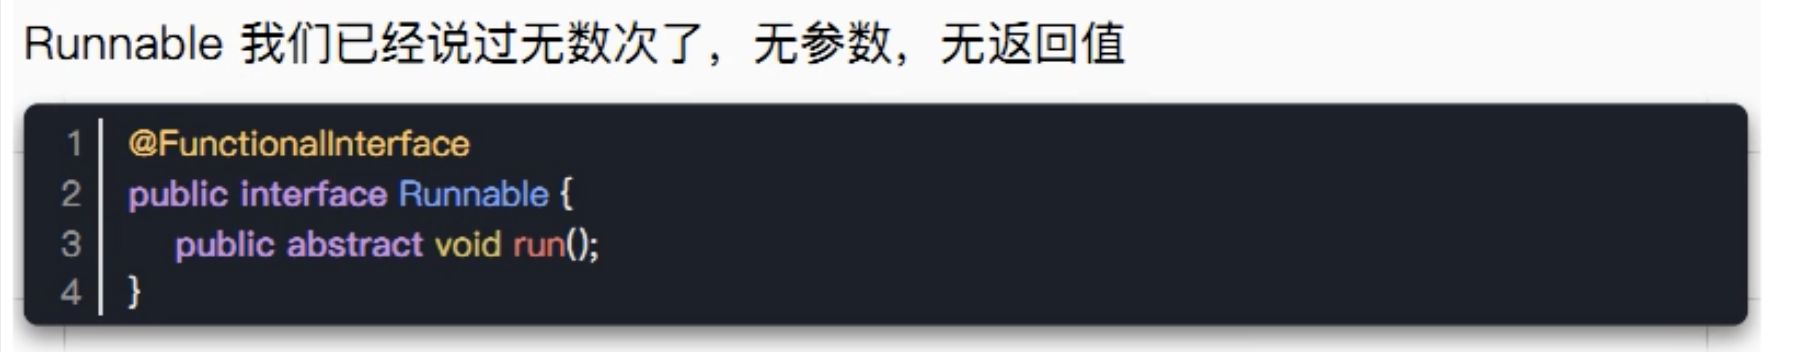 Runnable 我们已经说过无数次了，无参数，无返回值
1 @FunctionalInterface
2 public interface Runnable {
3 public abstract void run();
4 }